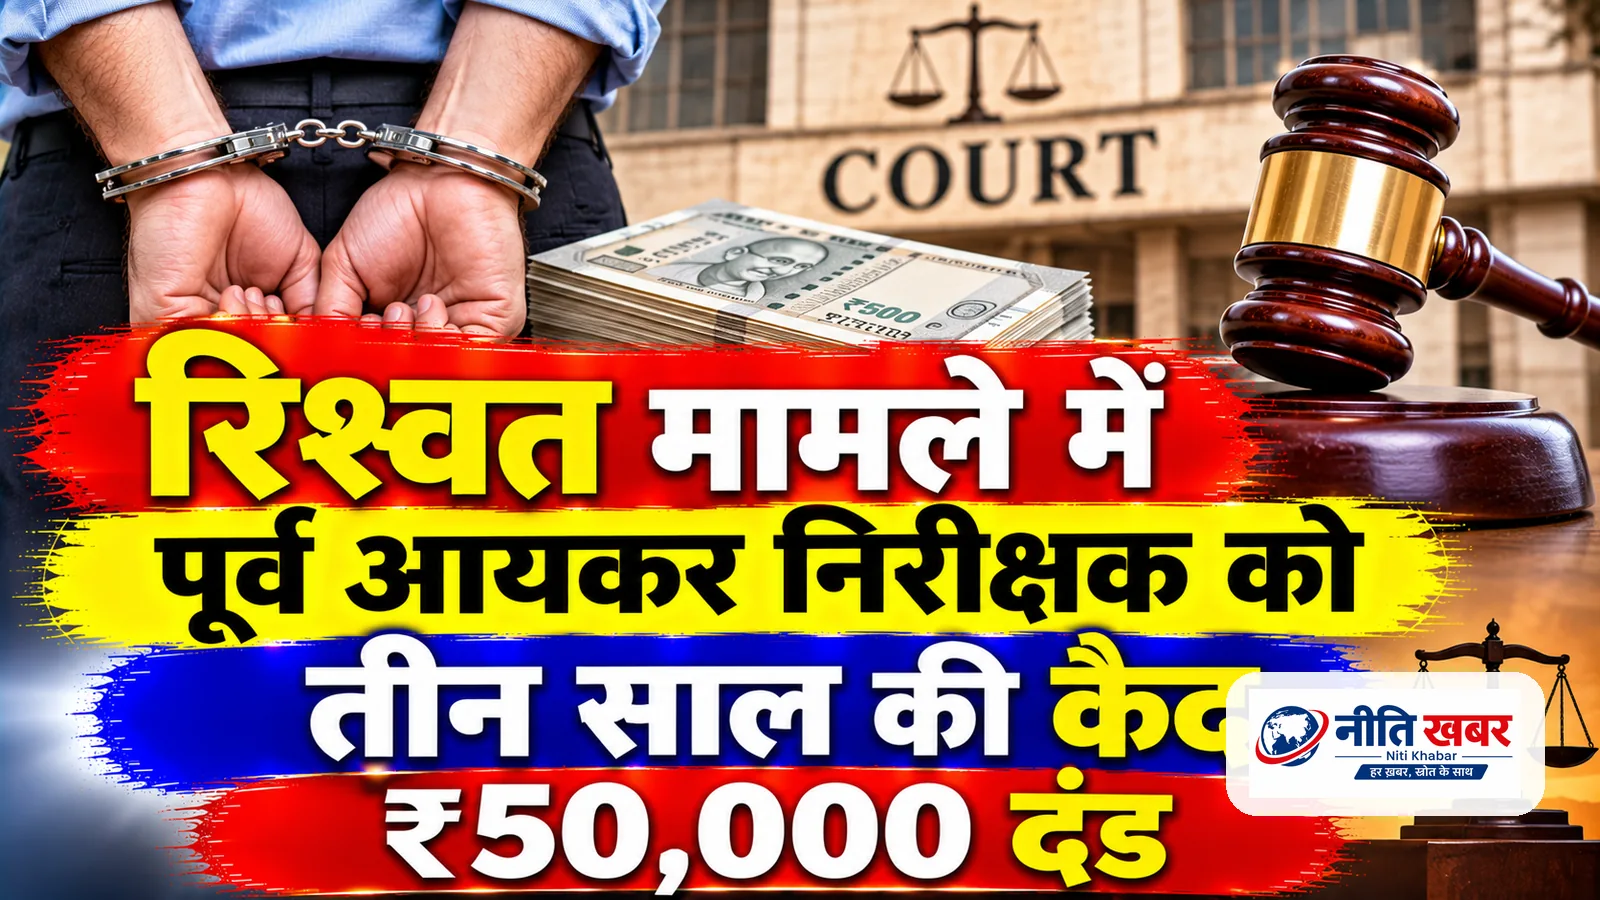 COURT
₹500
रिश्वत मामले में
पूर्व आयकर निरीक्षक को
तीन साल की कैद
₹50,000 दंड
नीति खबर
Niti Khabar
हर ख़बर, स्रोत के साथ